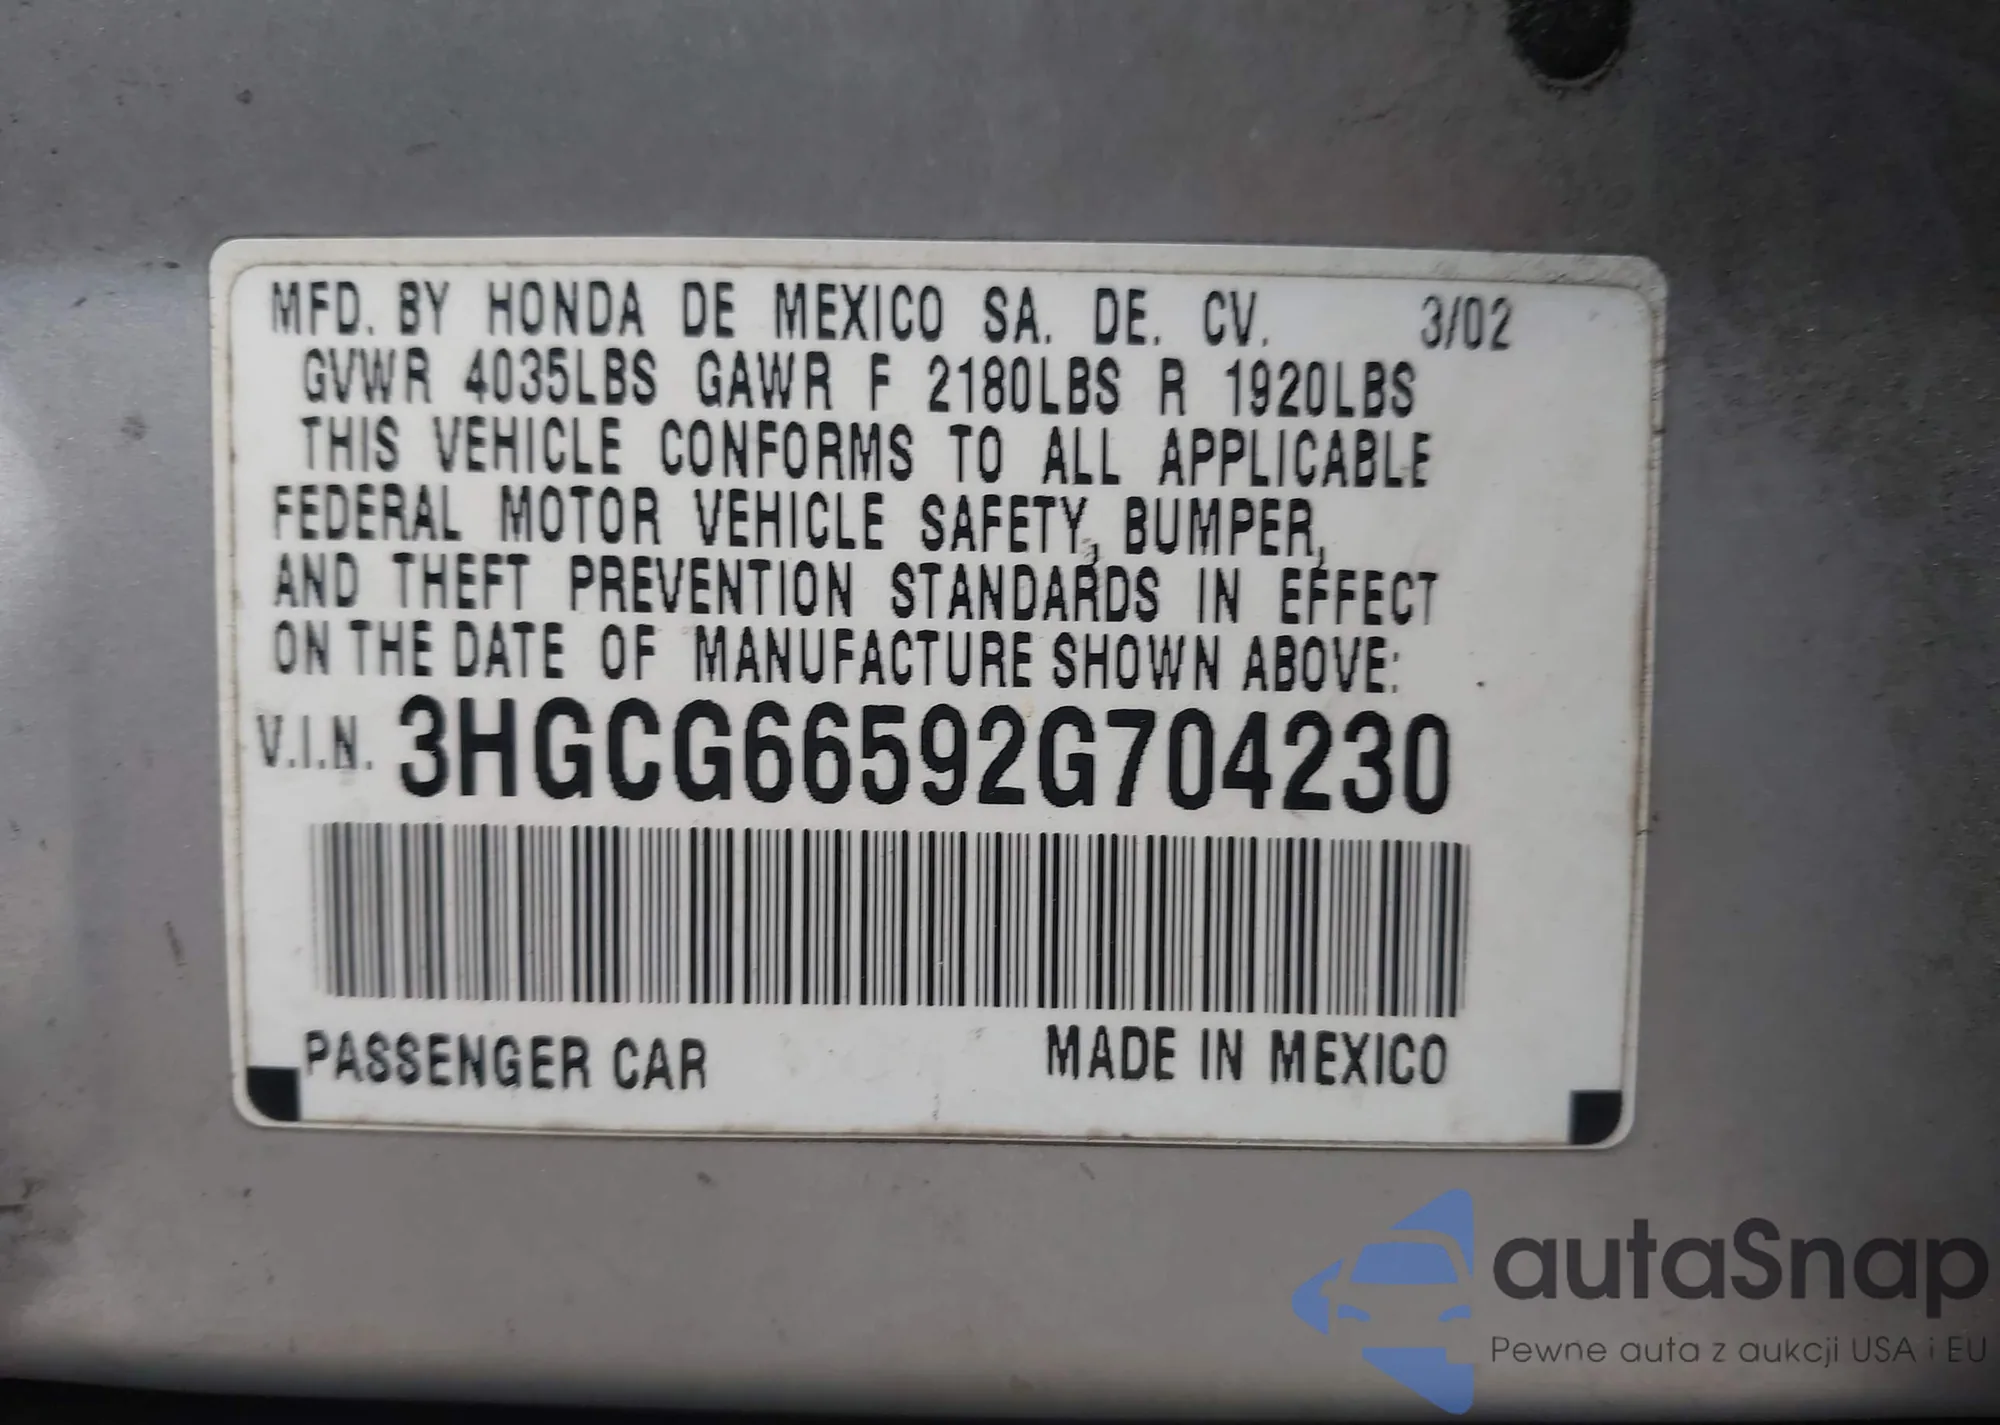 MFD. BY HONDA DE MEXICO SA. DE. CV. 3/02
GVWR 4035LBS GAWR F 2180LBS R 1920LBS
THIS VEHICLE CONFORMS TO ALL APPLICABLE
FEDERAL MOTOR VEHICLE SAFETY, BUMPER,
AND THEFT PREVENTION STANDARDS IN EFFECT
ON THE DATE OF MANUFACTURE SHOWN ABOVE:
V.I.N. 3HGCG66592G704230
PASSENGER CAR MADE IN MEXICO
autaSnap
Pewne auta z aukcji USA i EU